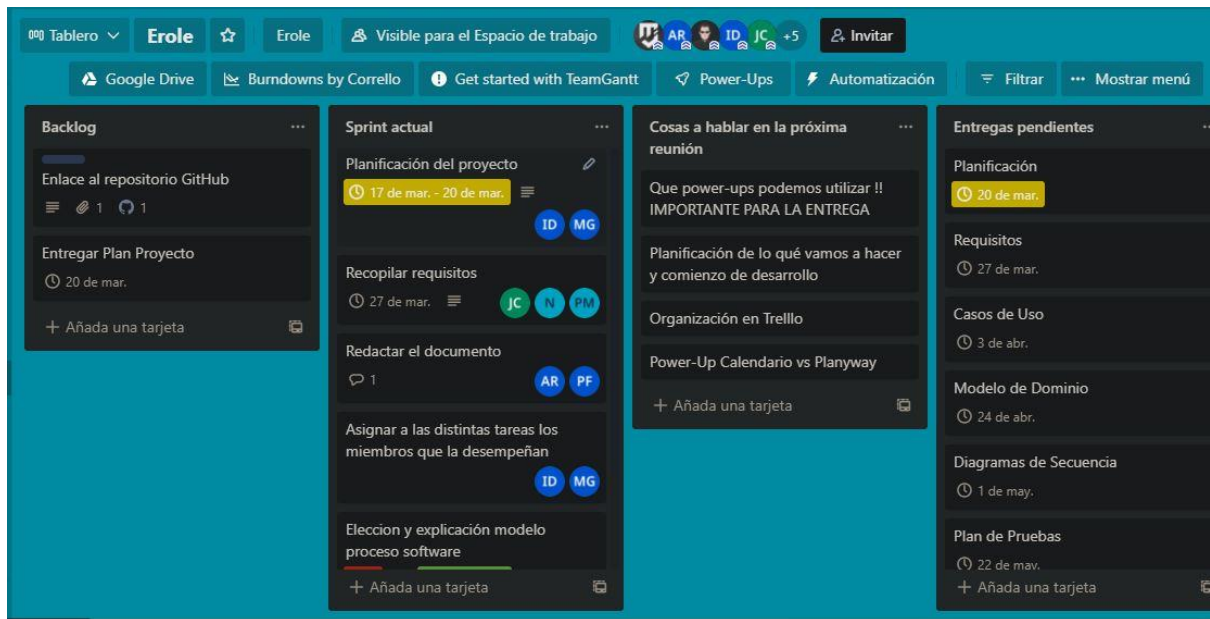 Tablero
Erole
Erole
Visible para el Espacio de trabajo
AR
ID
JC
+5
Invitar
Google Drive
Burndowns by Corrello
Get started with TeamGantt
Power-Ups
Automatización
Filtrar
Mostrar menú
Backlog
Enlace al repositorio GitHub
1
1
Entregar Plan Proyecto
20 de mar.
Añada una tarjeta
Sprint actual
Planificación del proyecto
17 de mar. - 20 de mar.
ID MG
Recopilar requisitos
27 de mar.
JC N PM
Redactar el documento
1
AR PF
Asignar a las distintas tareas los
miembros que la desempeñan
ID MG
Eleccion y explicación modelo
proceso software
Añada una tarjeta
Cosas a hablar en la próxima
reunión
Que power-ups podemos utilizar !!
IMPORTANTE PARA LA ENTREGA
Planificación de lo qué vamos a hacer
y comienzo de desarrollo
Organización en Trelllo
Power-Up Calendario vs Planyway
Añada una tarjeta
Entregas pendientes
Planificación
20 de mar.
Requisitos
27 de mar.
Casos de Uso
3 de abr.
Modelo de Dominio
24 de abr.
Diagramas de Secuencia
1 de may.
Plan de Pruebas
22 de may.
Añada una tarjeta